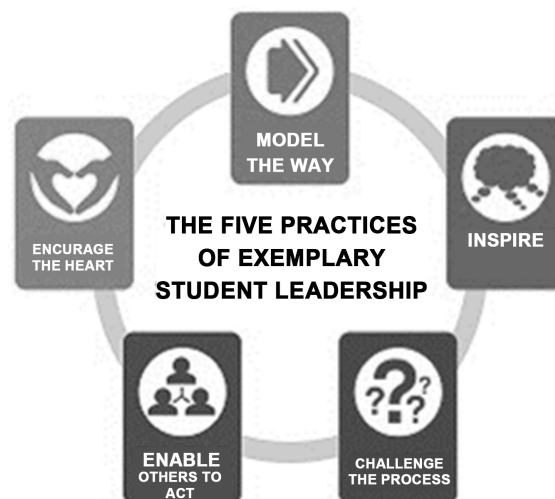 MODEL
THE WAY
INSPIRE
CHALLENGE
THE PROCESS
ENABLE
OTHERS TO
ACT
ENCURAGE
THE HEART
THE FIVE PRACTICES
OF EXEMPLARY
STUDENT LEADERSHIP